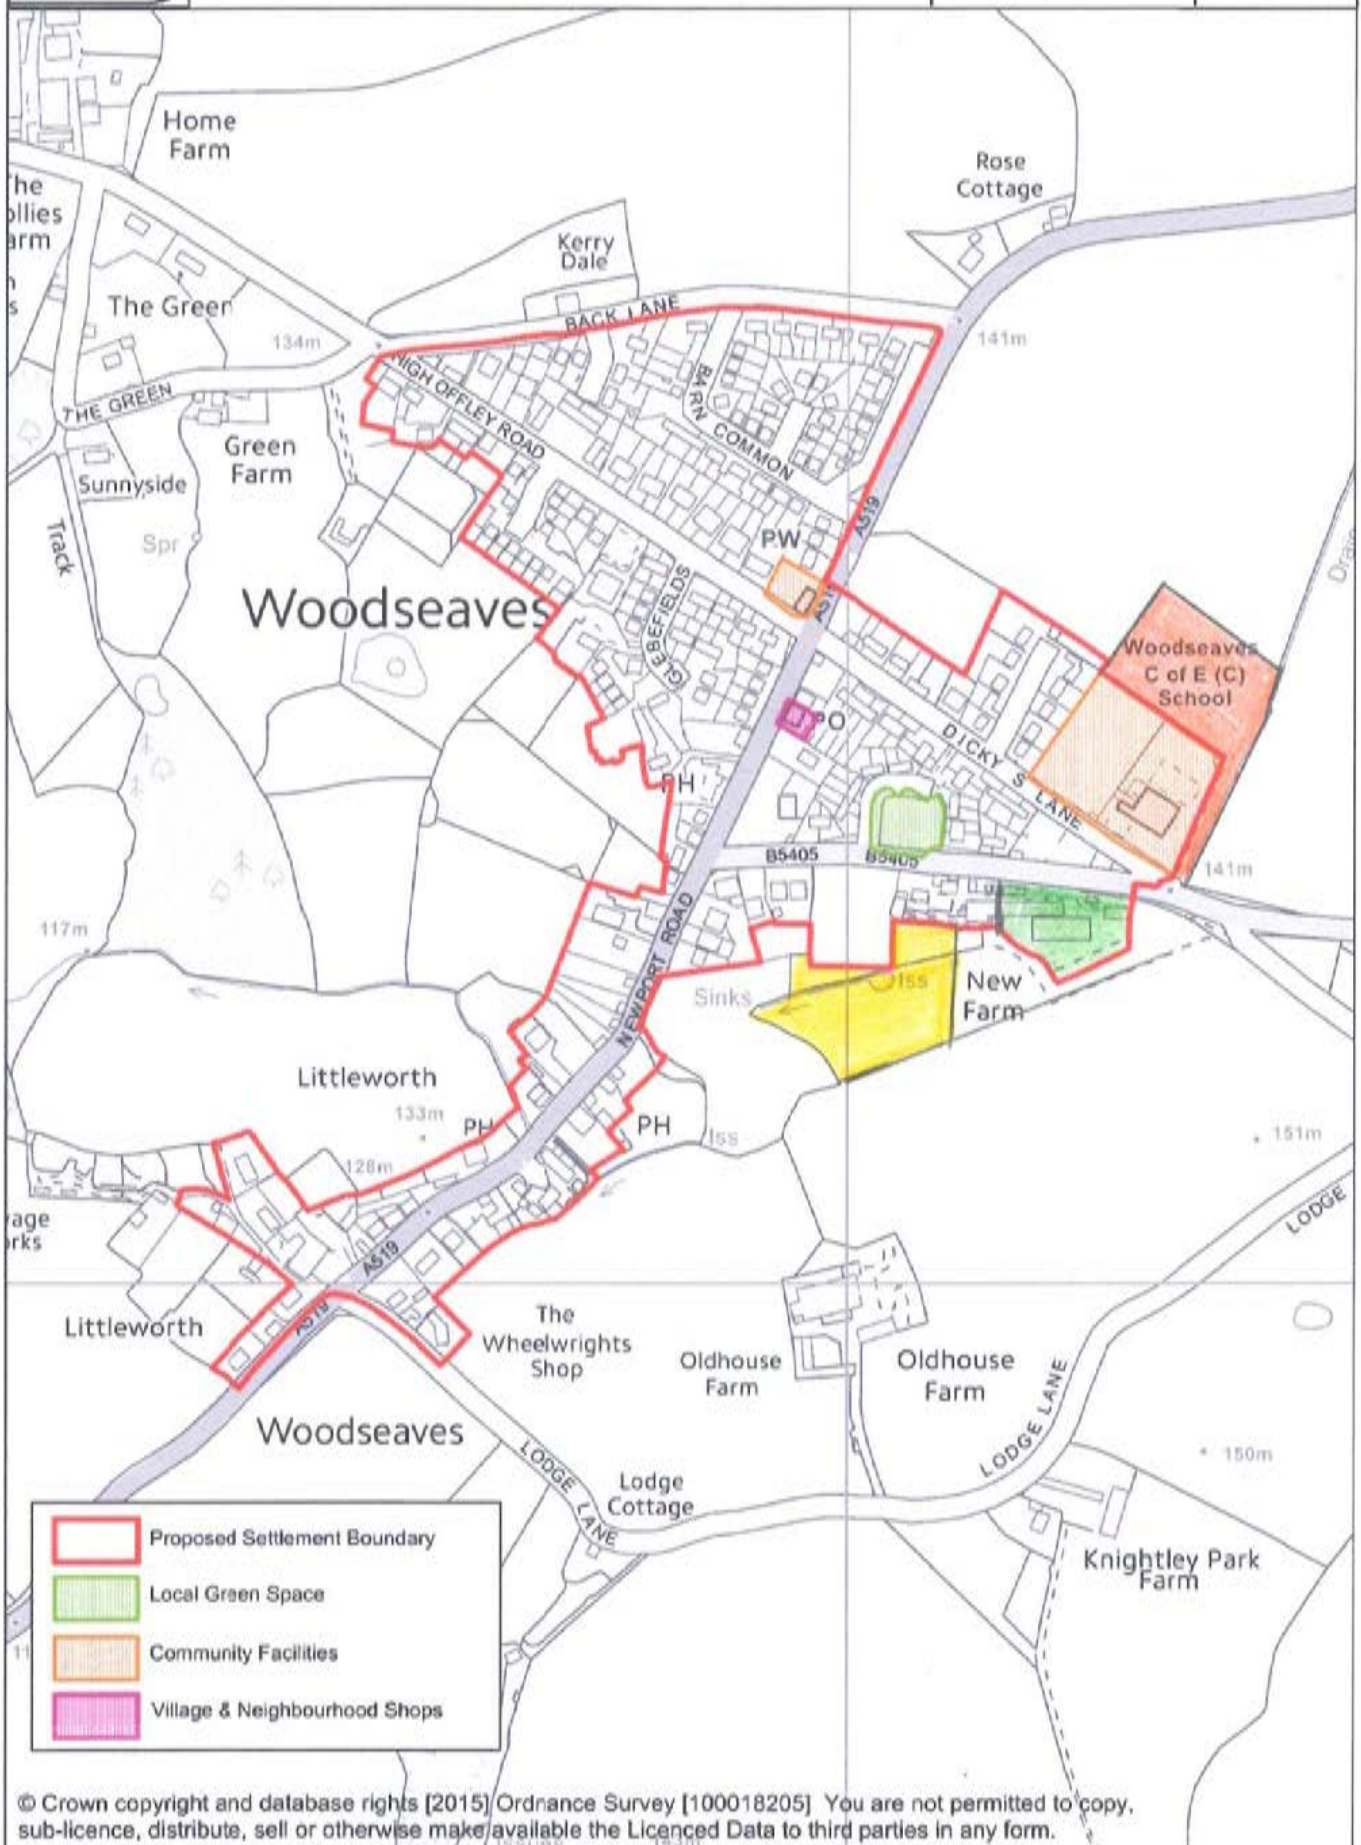 Home
Farm
Rose
Cottage
Kerry
Dale
The Green
BACK LANE
134m
141m
HIGH OFFLEY ROAD
BARN COMMON
THE GREEN
Green
Farm
Sunnyside
Track
Spr
A519
PW
Woodseaves
GLEBEFIELDS
A519
Woodseaves
C of E (C)
School
PO
DICKY S LANE
PH
B5405
B5405
141m
117m
NEWPORT ROAD
Sinks
Iss
New
Farm
Littleworth
133m
PH
PH
Iss
151m
128m
LODGE
A519
Littleworth
A519
The
Wheelwrights
Shop
Oldhouse
Farm
Oldhouse
Farm
Woodseaves
LODGE LANE
LODGE LANE
150m
Lodge
Cottage
Knightley Park
Farm
Proposed Settlement Boundary
Local Green Space
Community Facilities
Village & Neighbourhood Shops
© Crown copyright and database rights [2015] Ordnance Survey [100018205] You are not permitted to copy,
sub-licence, distribute, sell or otherwise make available the Licenced Data to third parties in any form.